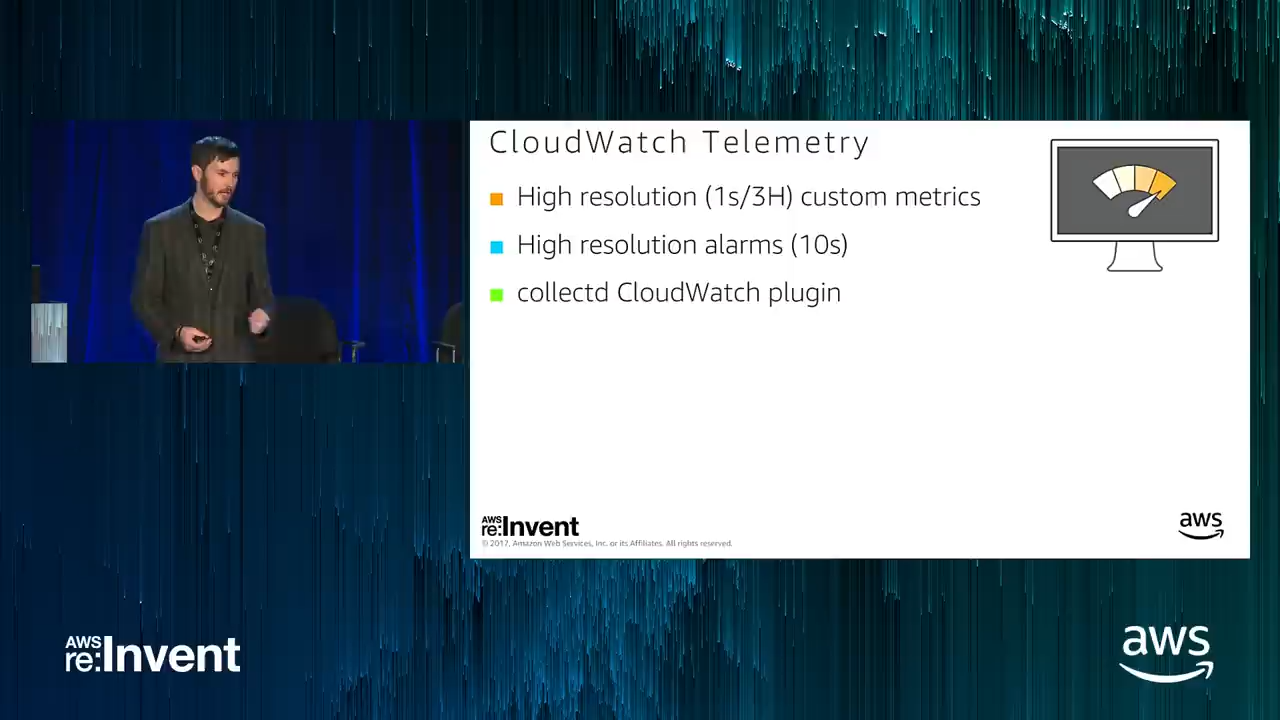 CloudWatch Telemetry
High resolution (1s/3H) custom metrics
High resolution alarms (10s)
collectd CloudWatch plugin
AWS
re:Invent
© 2017, Amazon Web Services, Inc. or its Affiliates. All rights reserved.
aws
AWS
re:Invent
aws